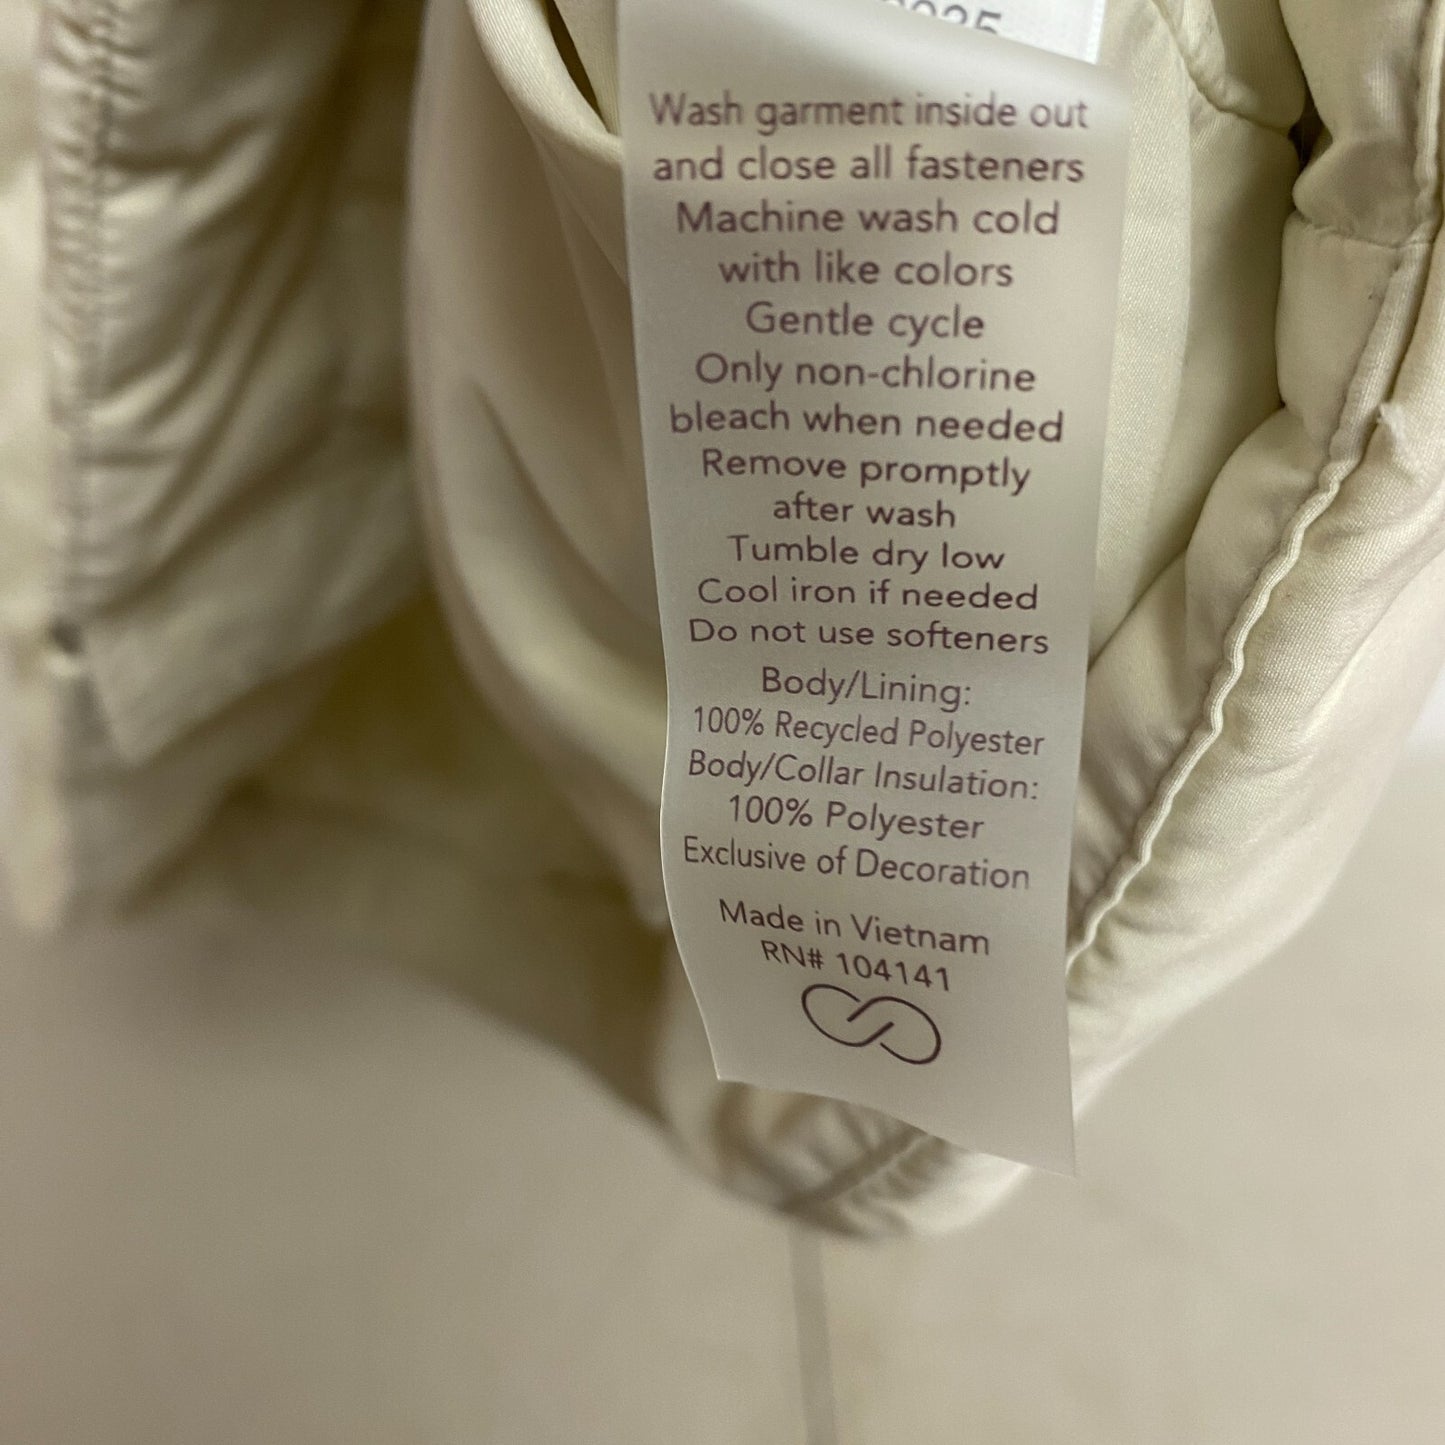 Wash garment inside out
and close all fasteners
Machine wash cold
with like colors
Gentle cycle
Only non-chlorine
bleach when needed
Remove promptly
after wash
Tumble dry low
Cool iron if needed
Do not use softeners
Body/Lining:
100% Recycled Polyester
Body/Collar Insulation:
100% Polyester
Exclusive of Decoration
Made in Vietnam
RN# 104141